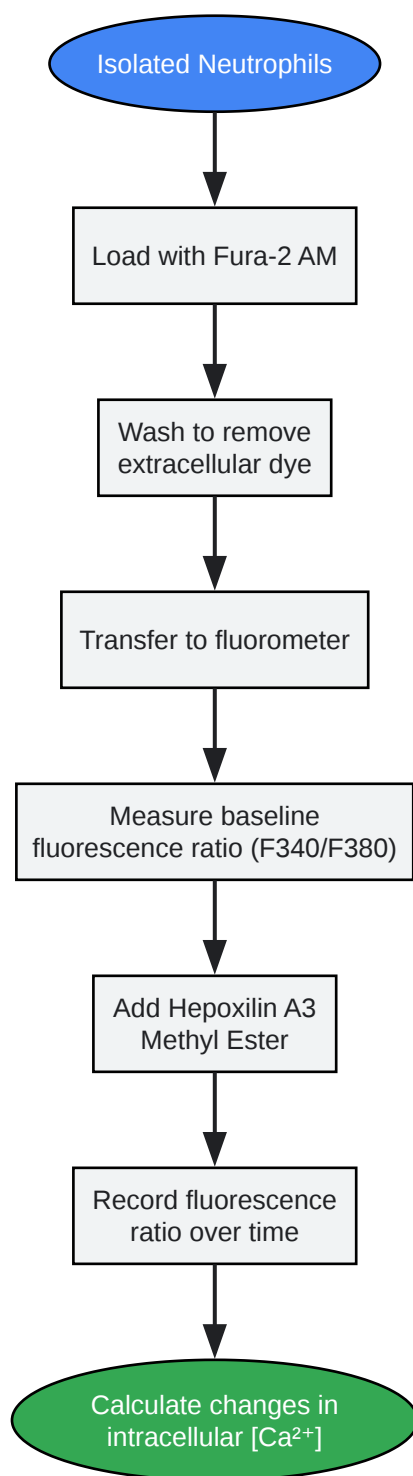 Isolated Neutrophils
Load with Fura-2 AM
Wash to remove
extracellular dye
Transfer to fluorometer
Measure baseline
fluorescence ratio (F340/F380)
Add Hepoxilin A3
Methyl Ester
Record fluorescence
ratio over time
Calculate changes in
intracellular [Ca²⁺]